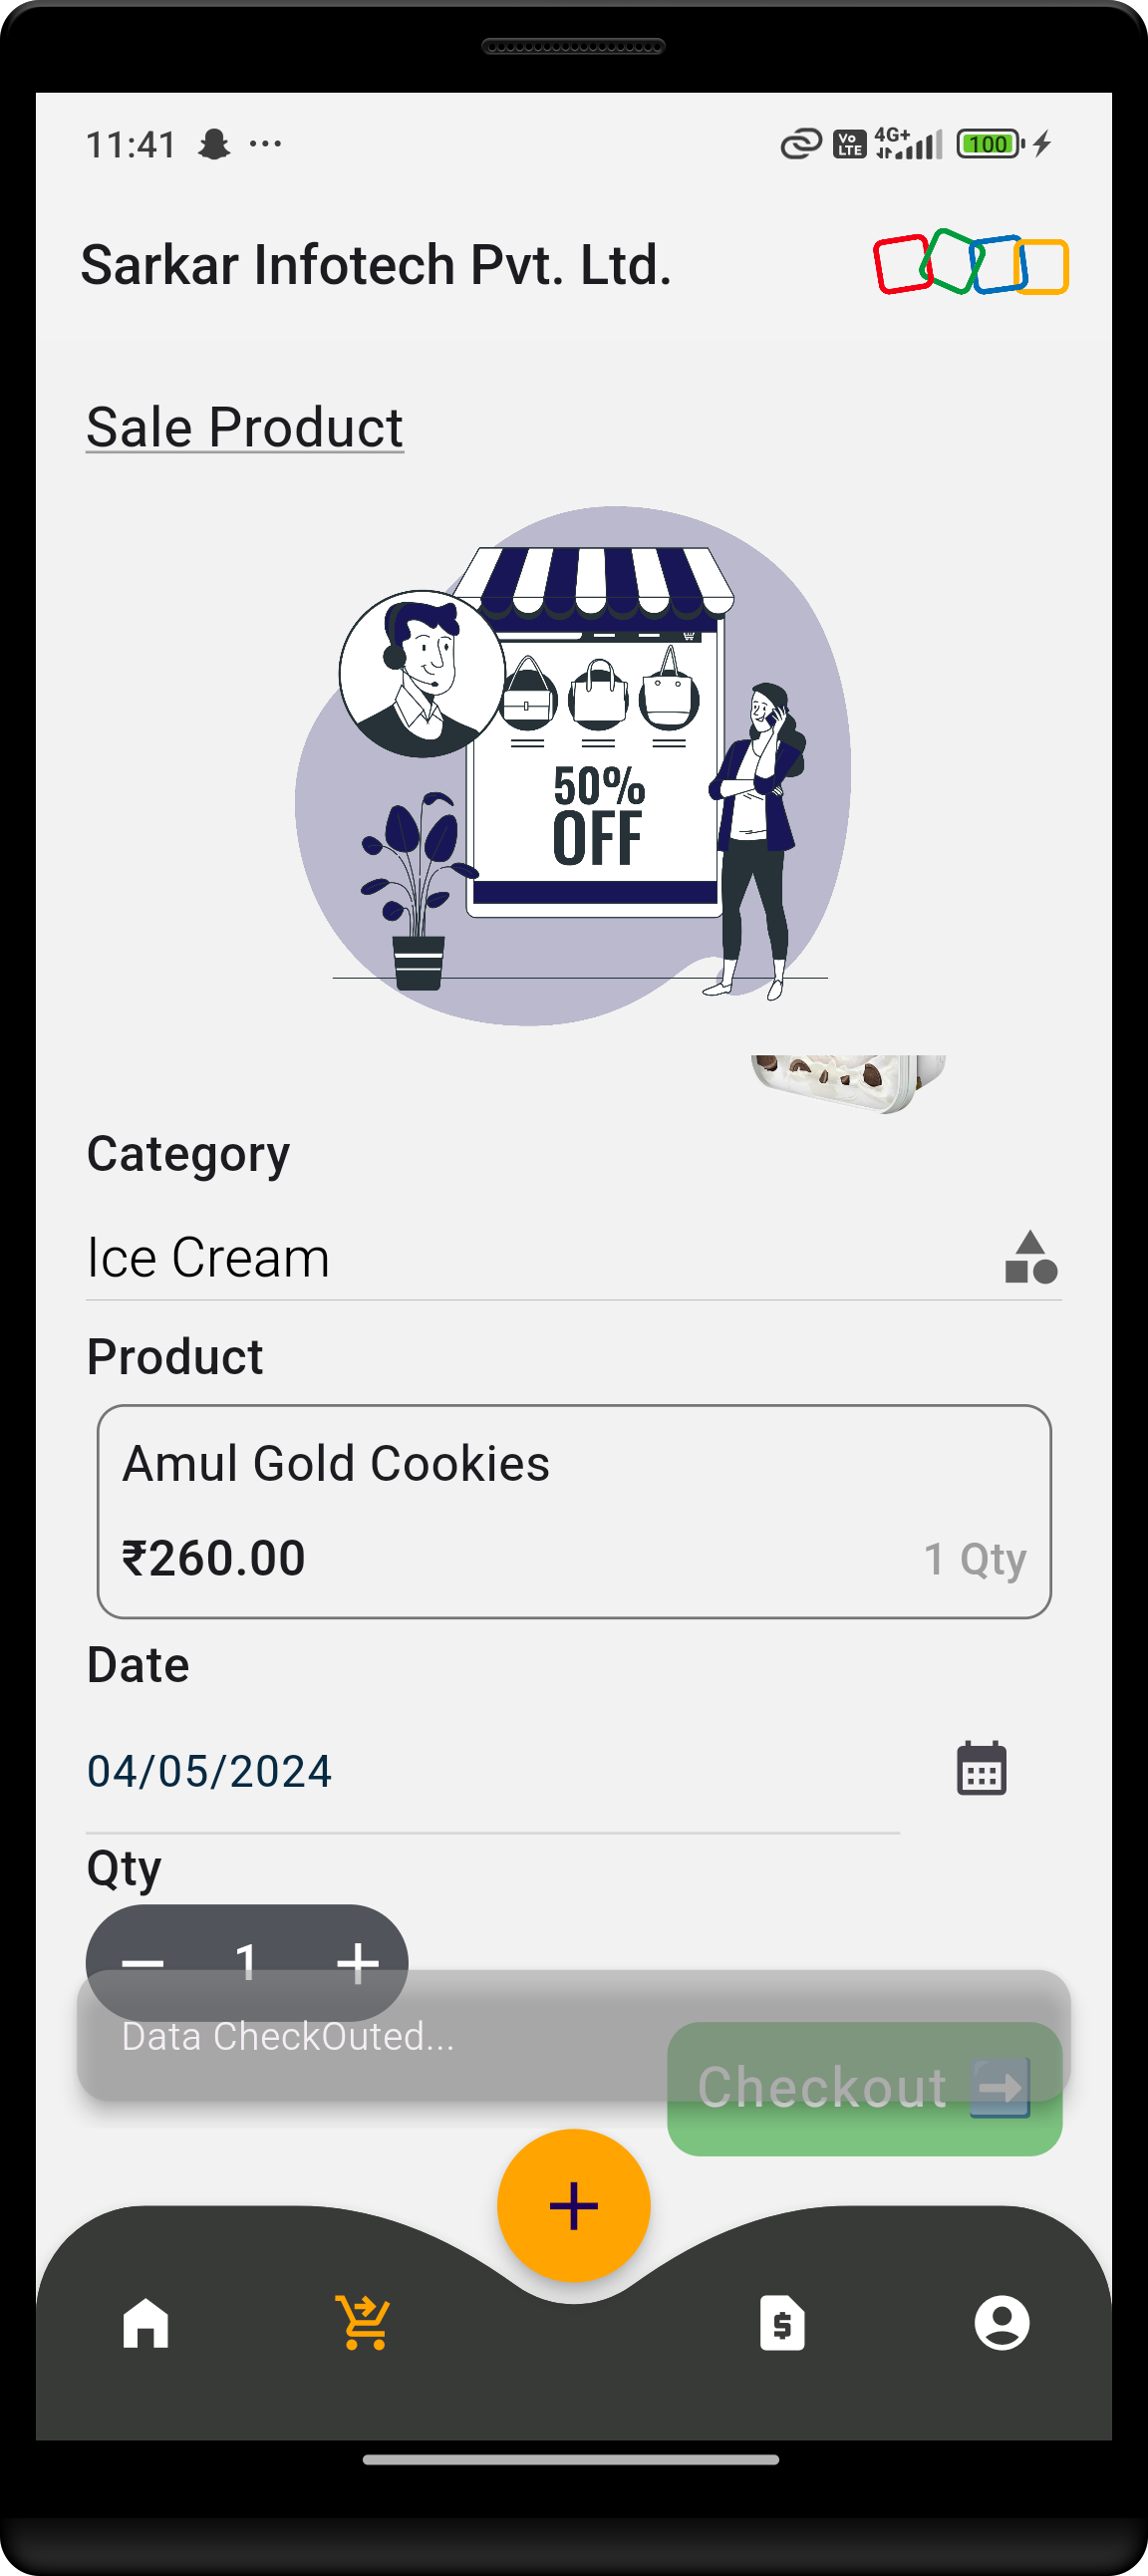 11:41 ...
Vo LTE 4G+ 100
Sarkar Infotech Pvt. Ltd.
Sale Product
50%
OFF
Category
Ice Cream
Product
Amul Gold Cookies
₹260.00 1 Qty
Date
04/05/2024
Qty
1
Data CheckOuted...
Checkout ➡️